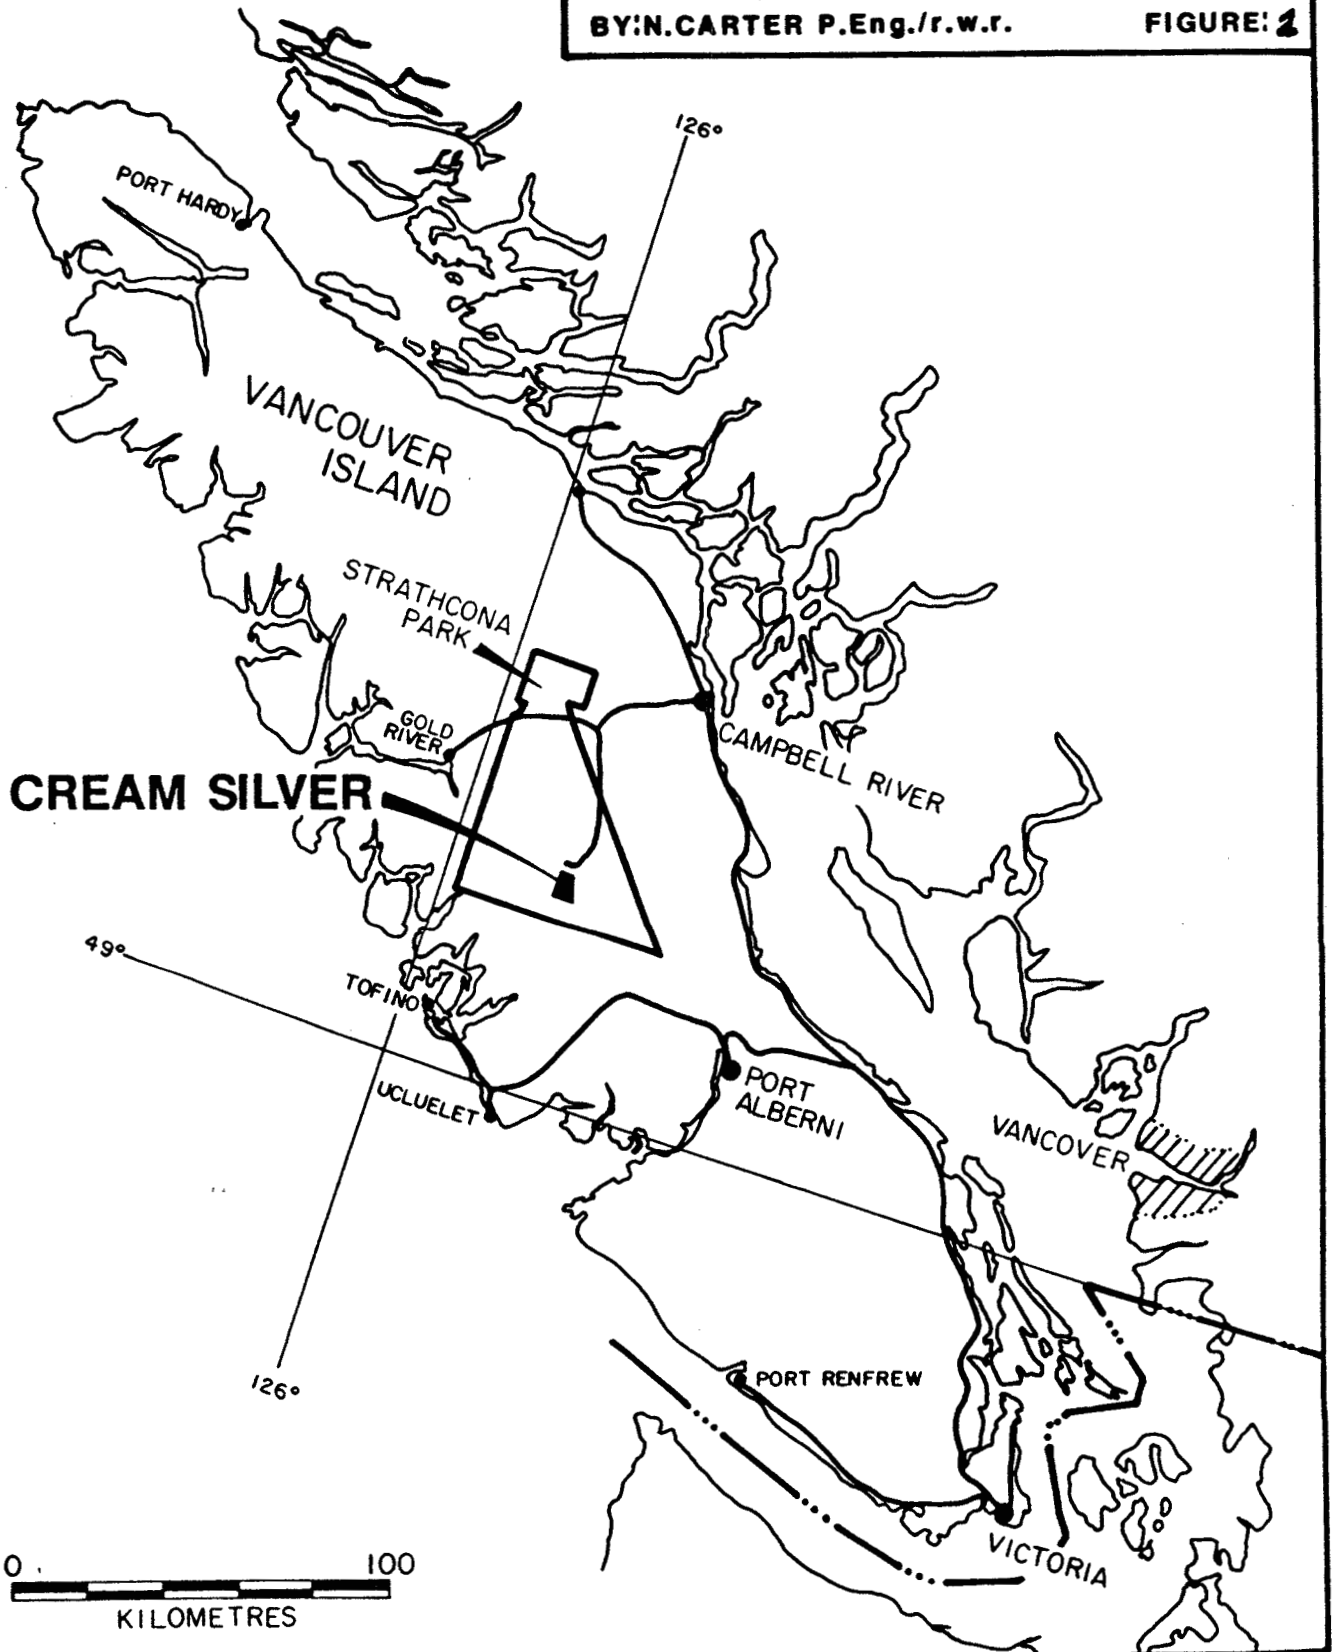 BY:N.CARTER P.Eng./r.w.r. FIGURE: 1
126°
PORT HARDY
VANCOUVER
ISLAND
STRATHCONA
PARK
GOLD
RIVER
CAMPBELL RIVER
CREAM SILVER
49°
TOFINO
UCLUELET
PORT
ALBERNI
VANCOVER
126°
PORT RENFREW
VICTORIA
0 100
KILOMETRES